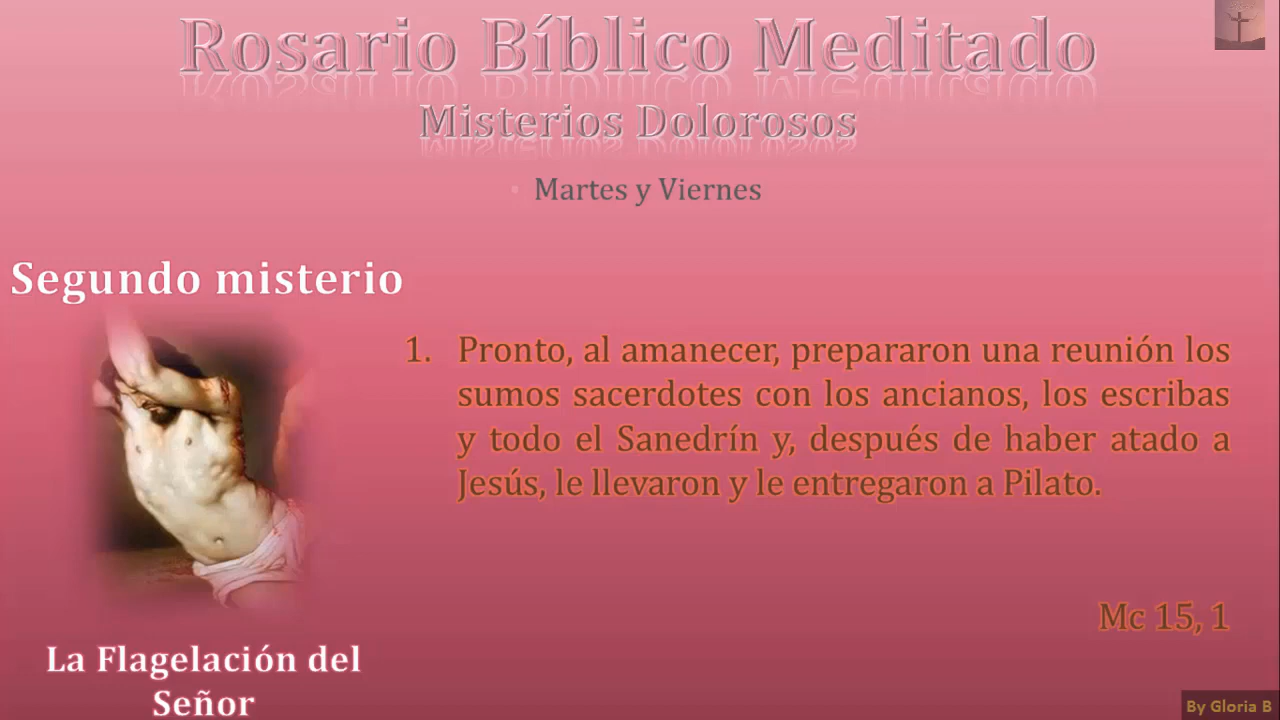 Rosario Bíblico Meditado
Misterios Dolorosos
Martes y Viernes
Segundo misterio
1. Pronto, al amanecer, prepararon una reunión los
sumos sacerdotes con los ancianos, los escribas
y todo el Sanedrín y, después de haber atado a
Jesús, le llevaron y le entregaron a Pilato.
Mc 15, 1
La Flagelación del
Señor
By Gloria B